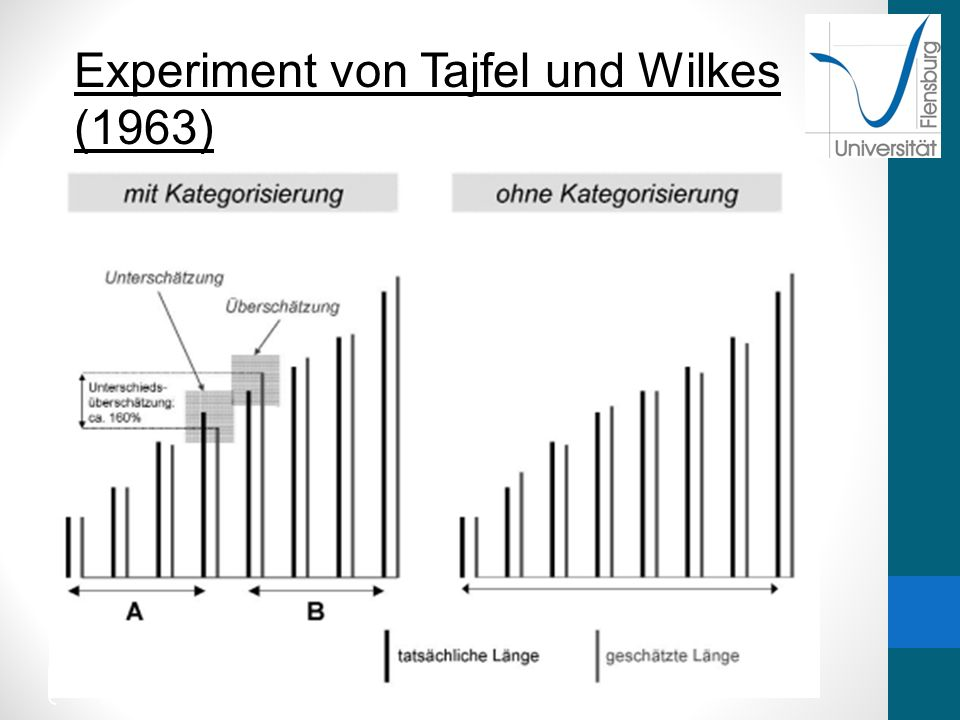 Experiment von Tajfel und Wilkes
(1963)
Universität
Flensburg
mit Kategorisierung
ohne Kategorisierung
Unterschätzung
Überschätzung
Unterschieds-
überschätzung:
ca. 160%
A
B
tatsächliche Länge
geschätzte Länge